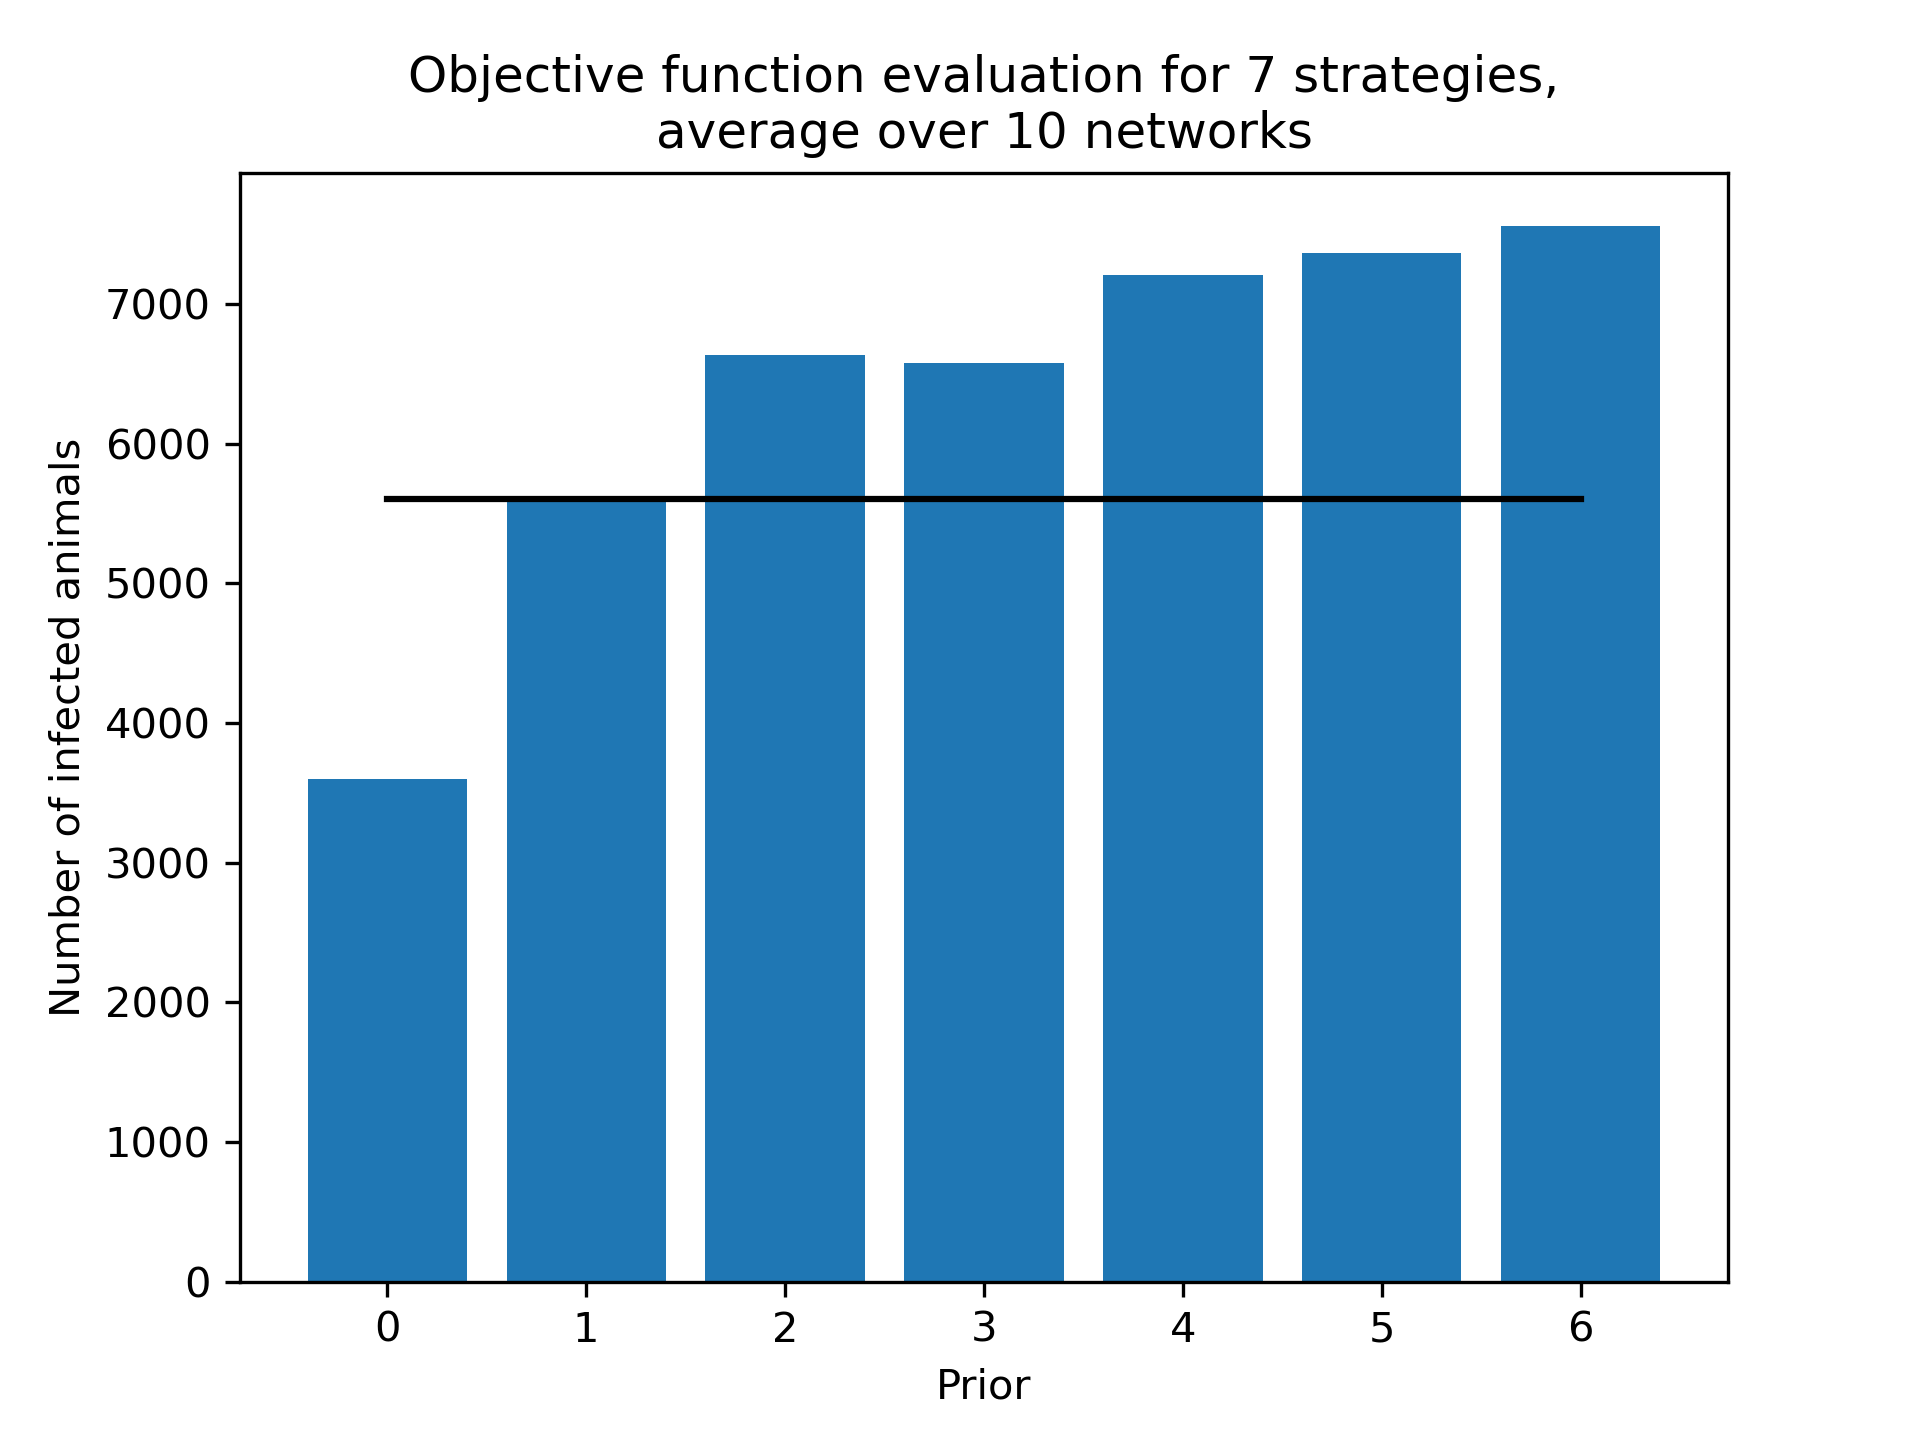 Objective function evaluation for 7 strategies,
average over 10 networks
Number of infected animals
7000
6000
5000
4000
3000
2000
1000
0
0 1 2 3 4 5 6
Prior